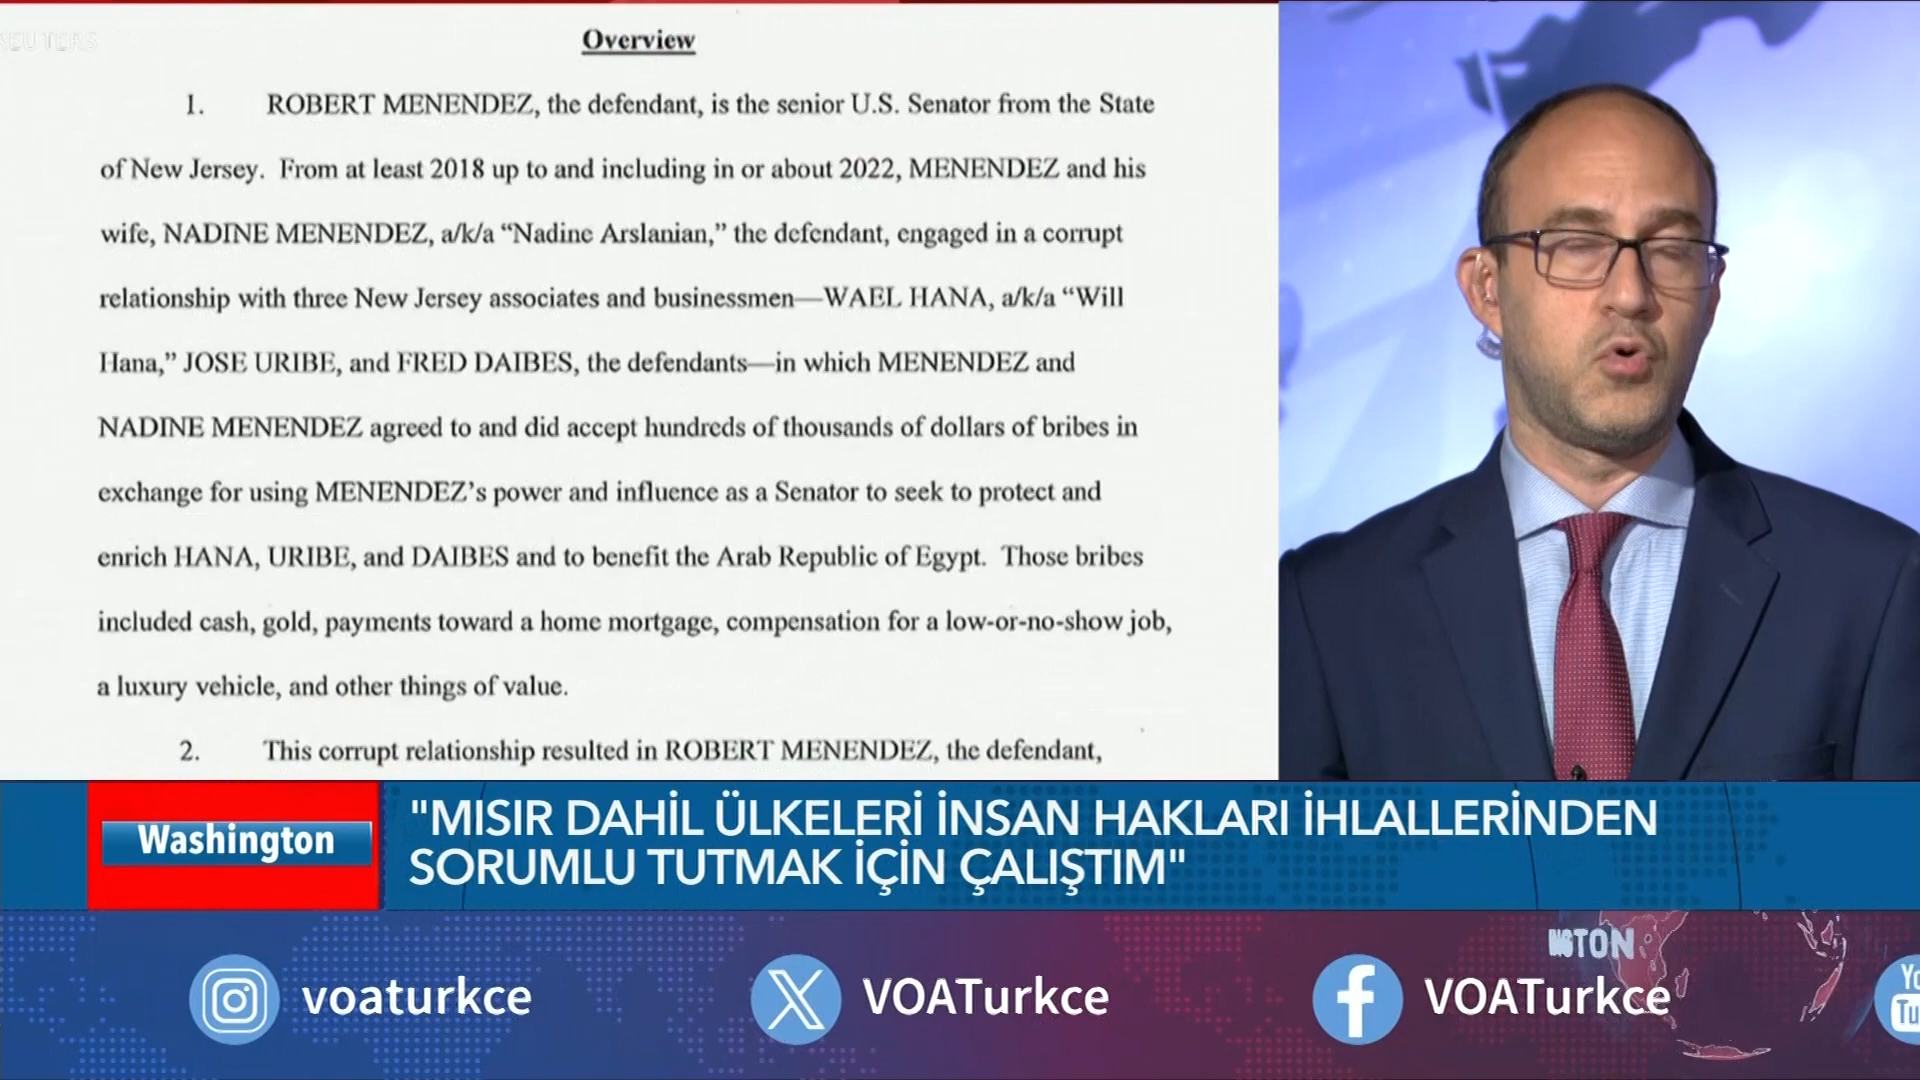 REUTERS
Overview
1. ROBERT MENENDEZ, the defendant, is the senior U.S. Senator from the State
of New Jersey. From at least 2018 up to and including in or about 2022, MENENDEZ and his
wife, NADINE MENENDEZ, a/k/a “Nadine Arslanian,” the defendant, engaged in a corrupt
relationship with three New Jersey associates and businessmen—WAEL HANA, a/k/a “Will
Hana,” JOSE URIBE, and FRED DAIBES, the defendants—in which MENENDEZ and
NADINE MENENDEZ agreed to and did accept hundreds of thousands of dollars of bribes in
exchange for using MENENDEZ’s power and influence as a Senator to seek to protect and
enrich HANA, URIBE, and DAIBES and to benefit the Arab Republic of Egypt. Those bribes
included cash, gold, payments toward a home mortgage, compensation for a low-or-no-show job,
a luxury vehicle, and other things of value.
2. This corrupt relationship resulted in ROBERT MENENDEZ, the defendant,
Washington
"MISIR DAHİL ÜLKELERİ İNSAN HAKLARI İHLALLERİNDEN
SORUMLU TUTMAK İÇİN ÇALIŞTIM"
voaturkce
VOATurkce
VOATurkce